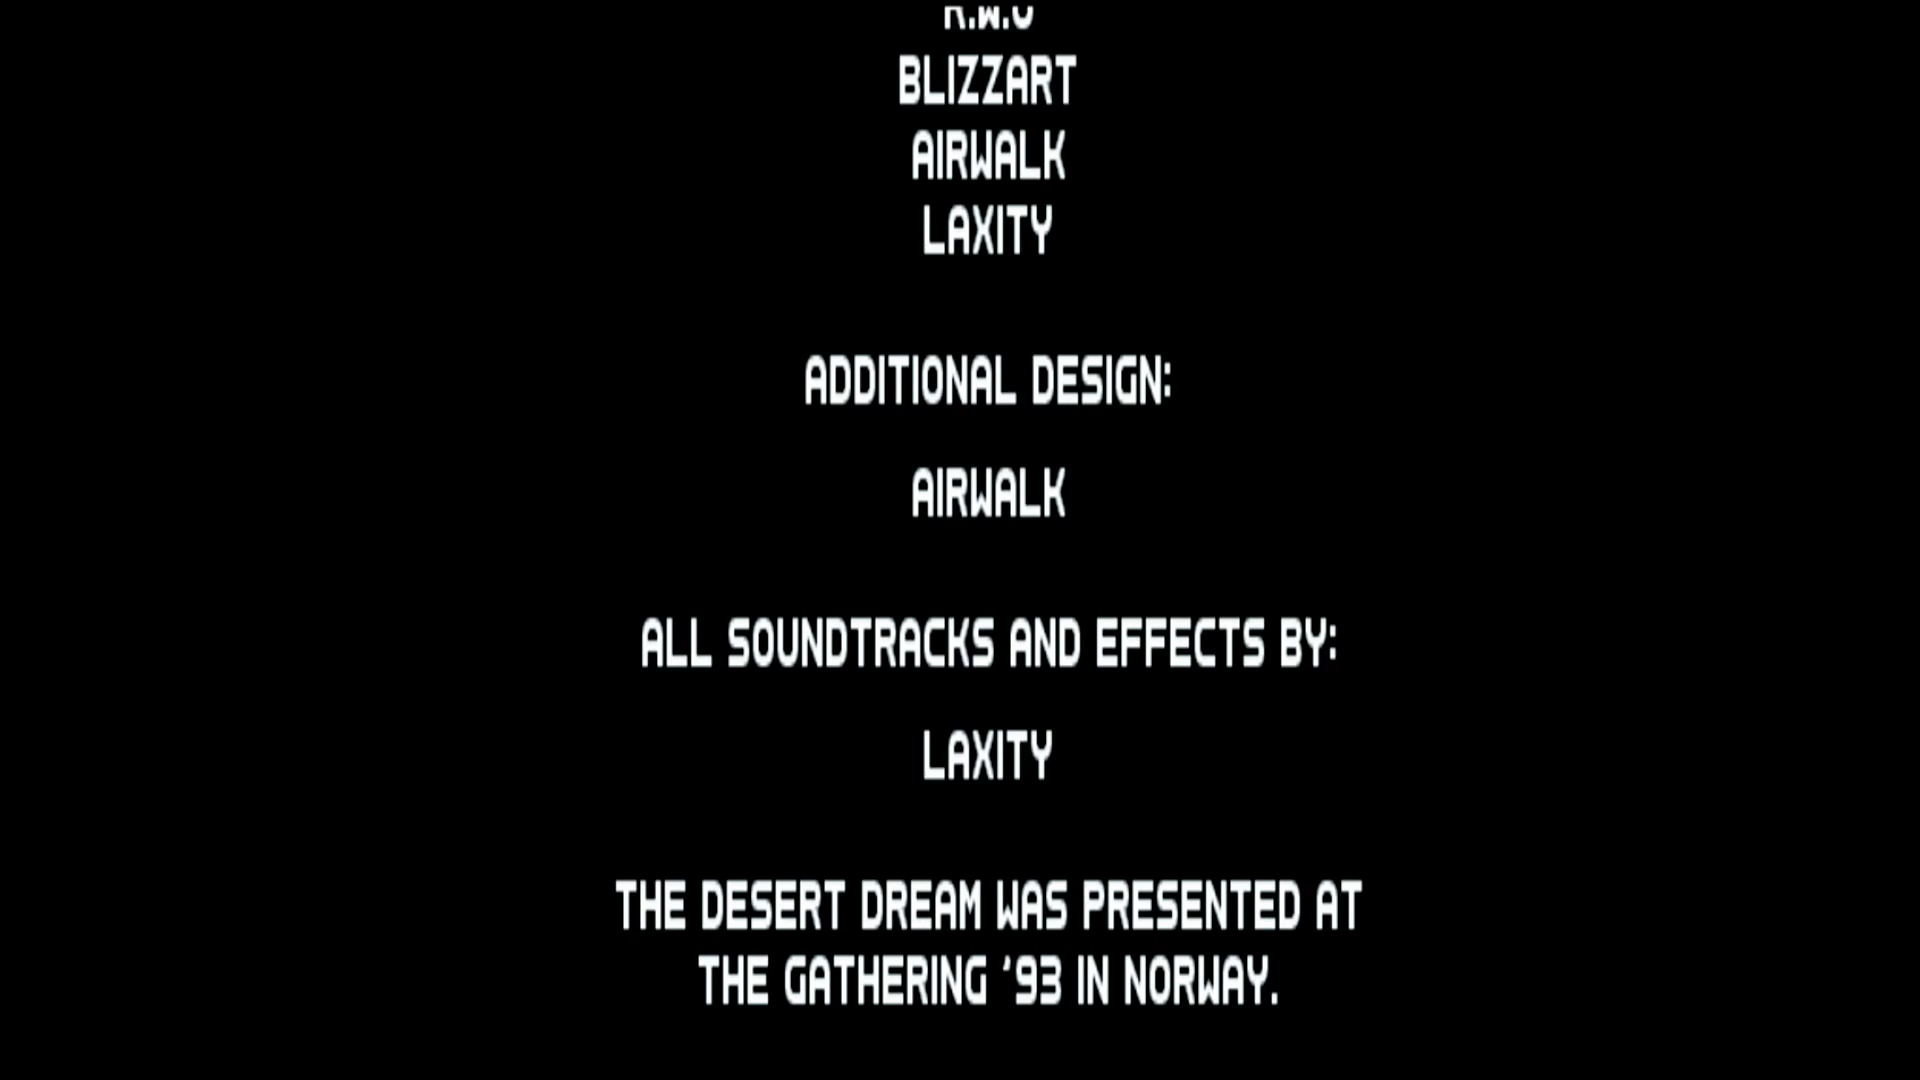 R.W.O
BLIZZART
AIRWALK
LAXITY
ADDITIONAL DESIGN:
AIRWALK
ALL SOUNDTRACKS AND EFFECTS BY:
LAXITY
THE DESERT DREAM WAS PRESENTED AT
THE GATHERING '93 IN NORWAY.